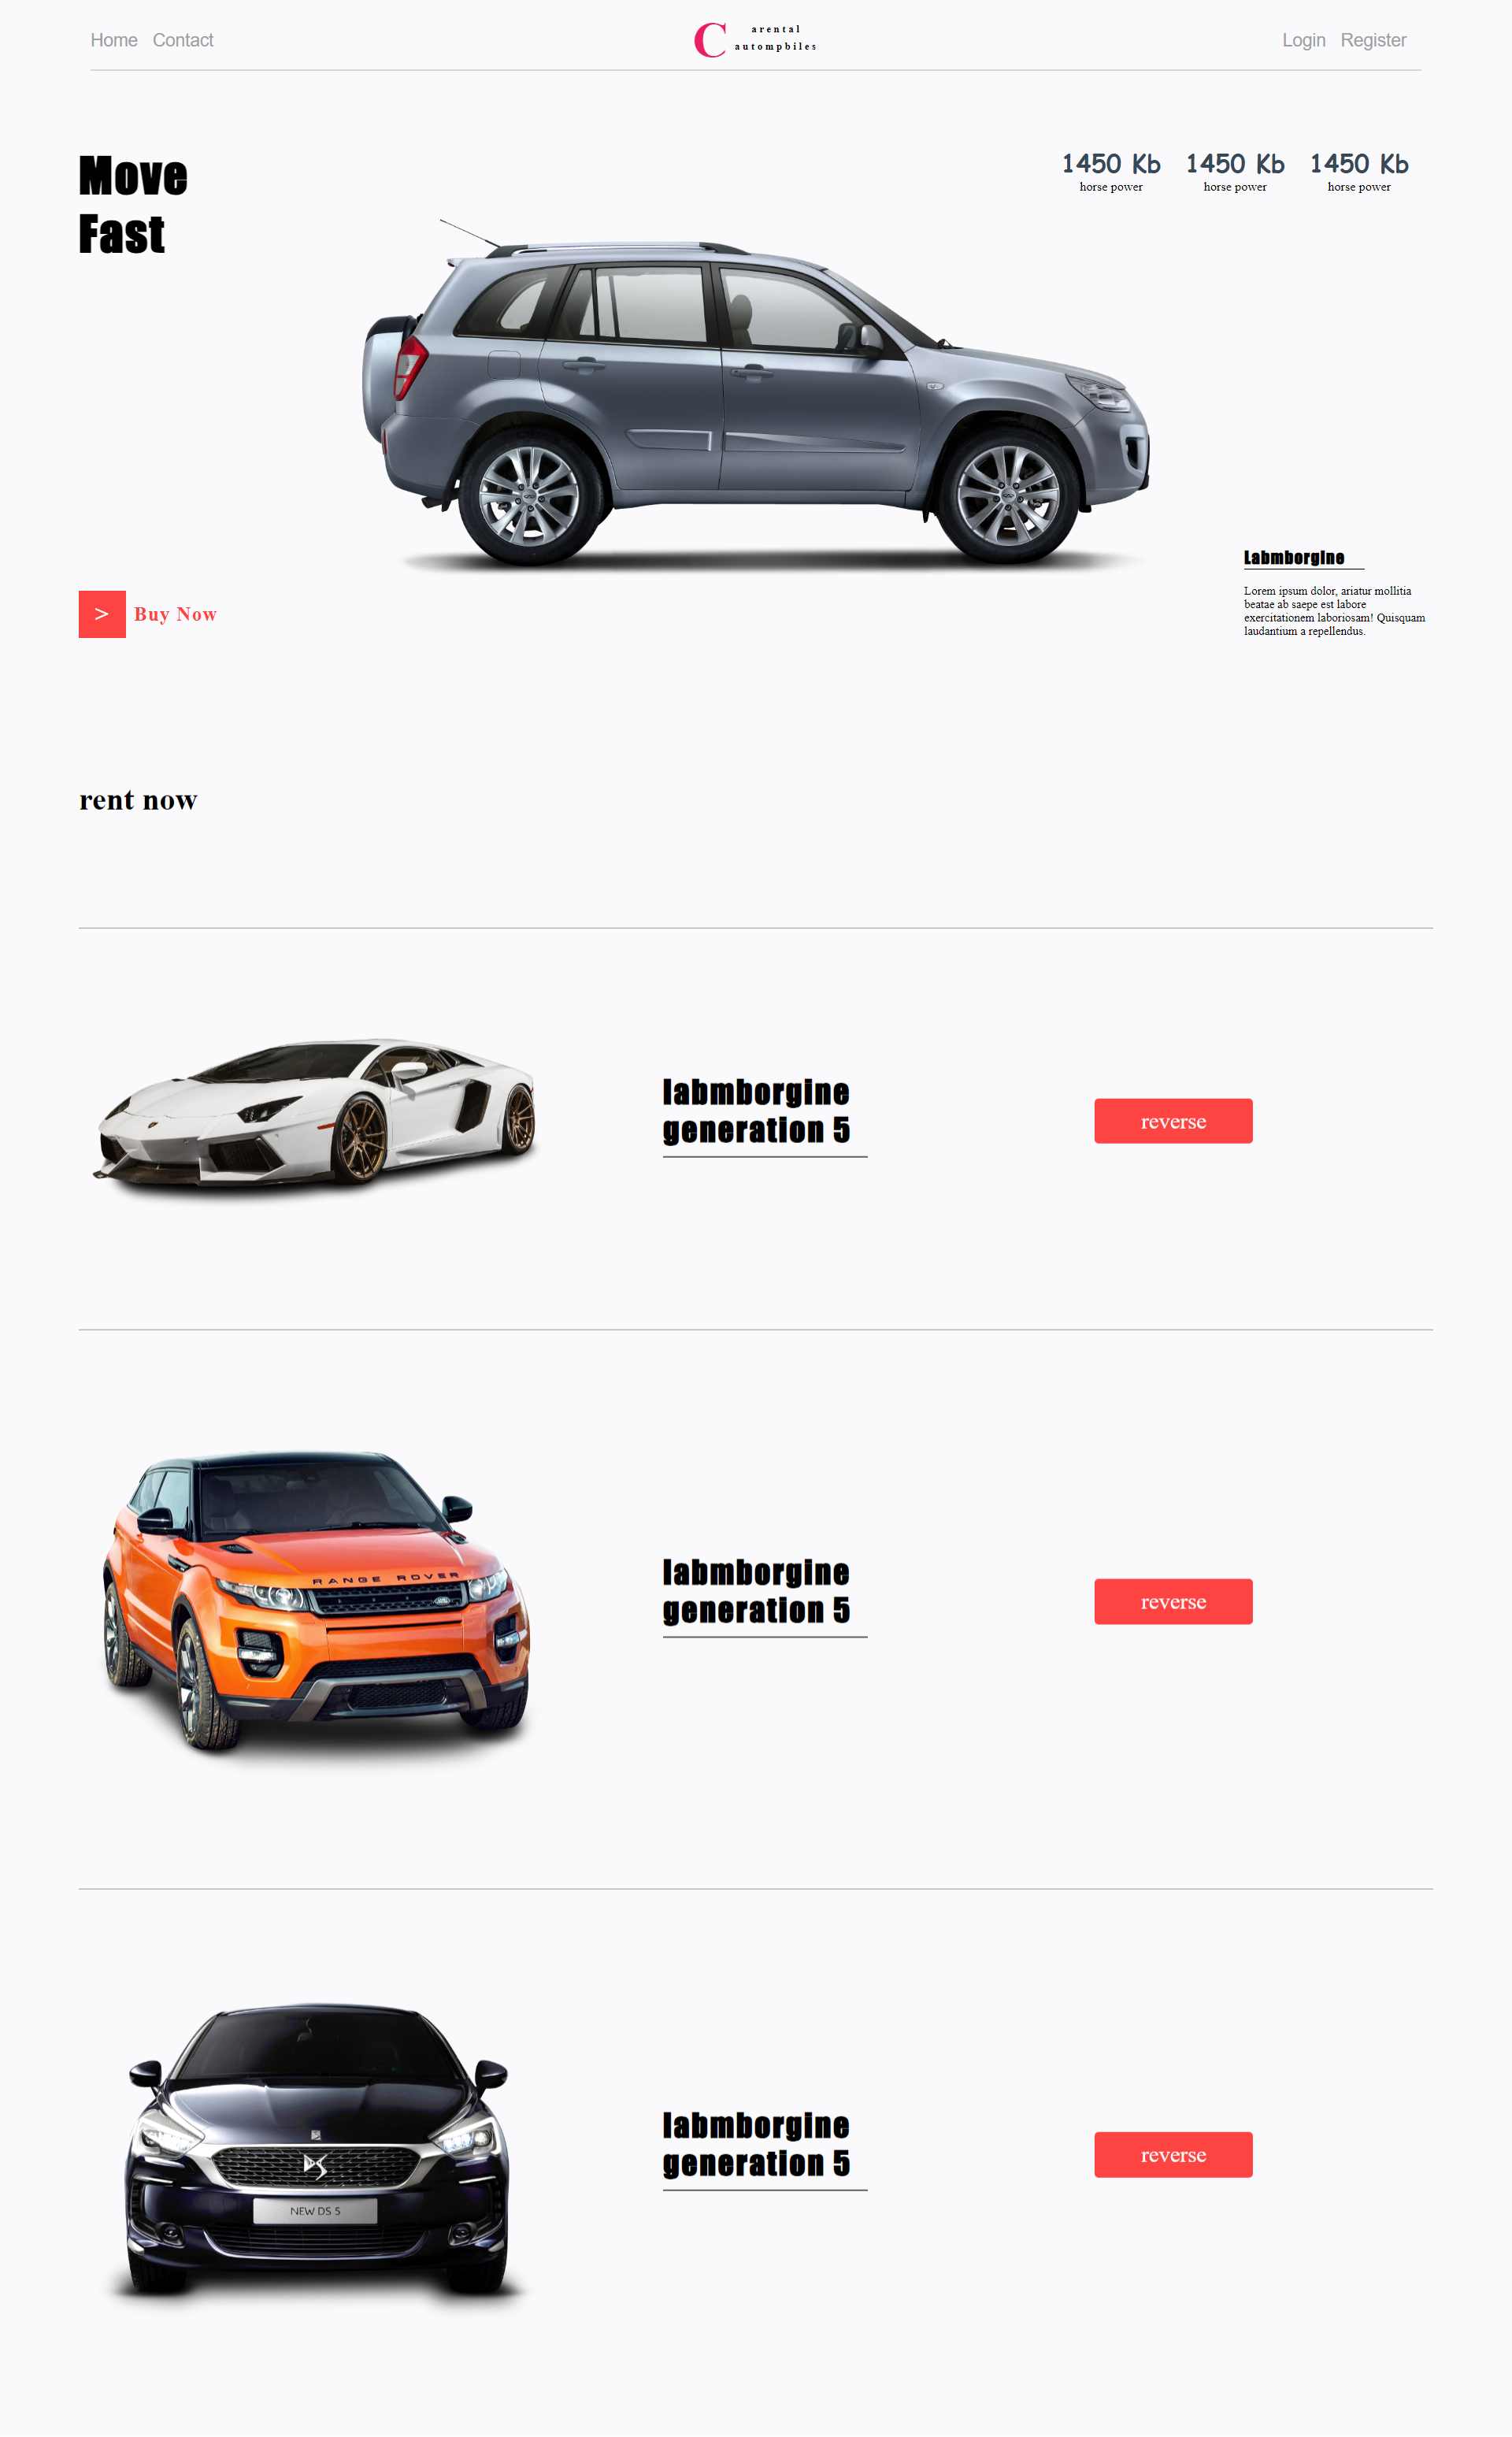 Home Contact
C arental
autompbiles
Login Register
Move
Fast
1450 Kb 1450 Kb 1450 Kb
horse power horse power horse power
Labmborgine
Lorem ipsum dolor, ariatur mollitia
beatae ab saepe est labore
exercitationem laboriosam! Quisquam
laudantium a repellendus.
> Buy Now
rent now
labmborgine
generation 5
reverse
RANGE ROVER
labmborgine
generation 5
reverse
DS
NEW DS 5
labmborgine
generation 5
reverse